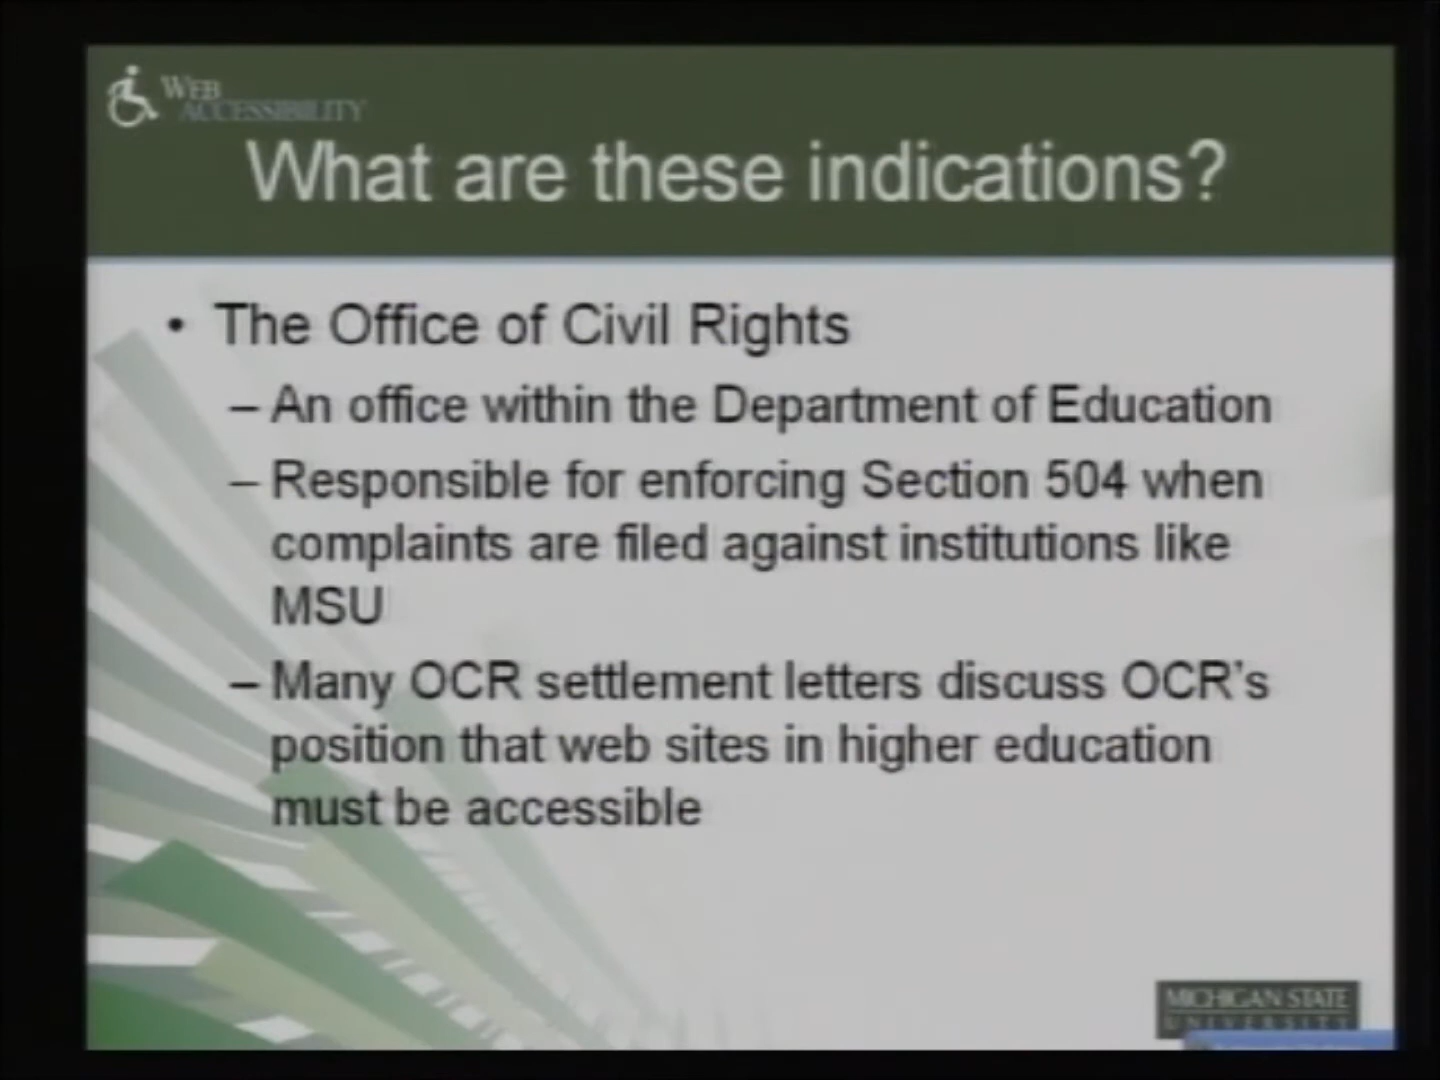 WEB
ACCESSIBILITY
What are these indications?
• The Office of Civil Rights
– An office within the Department of Education
– Responsible for enforcing Section 504 when
complaints are filed against institutions like
MSU
– Many OCR settlement letters discuss OCR's
position that web sites in higher education
must be accessible
MICHIGAN STATE
UNIVERSITY